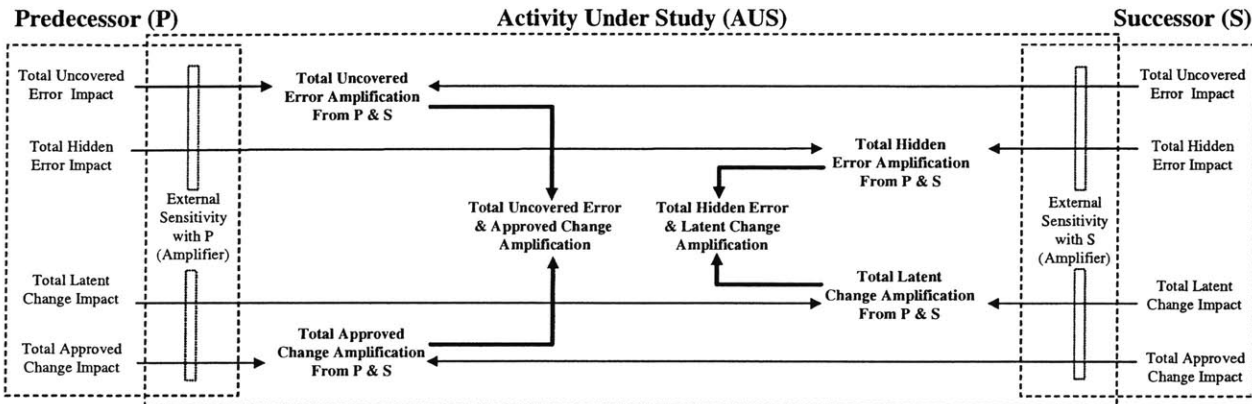 Predecessor (P)
Activity Under Study (AUS)
Successor (S)
Total Uncovered
Error Impact
Total Hidden
Error Impact
External
Sensitivity
with P
(Amplifier)
Total Latent
Change Impact
Total Approved
Change Impact
Total Uncovered
Error Amplification
From P & S
Total Hidden
Error Amplification
From P & S
Total Uncovered Error
& Approved Change
Amplification
Total Hidden Error
& Latent Change
Amplification
Total Latent
Change Amplification
From P & S
Total Approved
Change Amplification
From P & S
Total Uncovered
Error Impact
Total Hidden
Error Impact
External
Sensitivity
with S
(Amplifier)
Total Latent
Change Impact
Total Approved
Change Impact